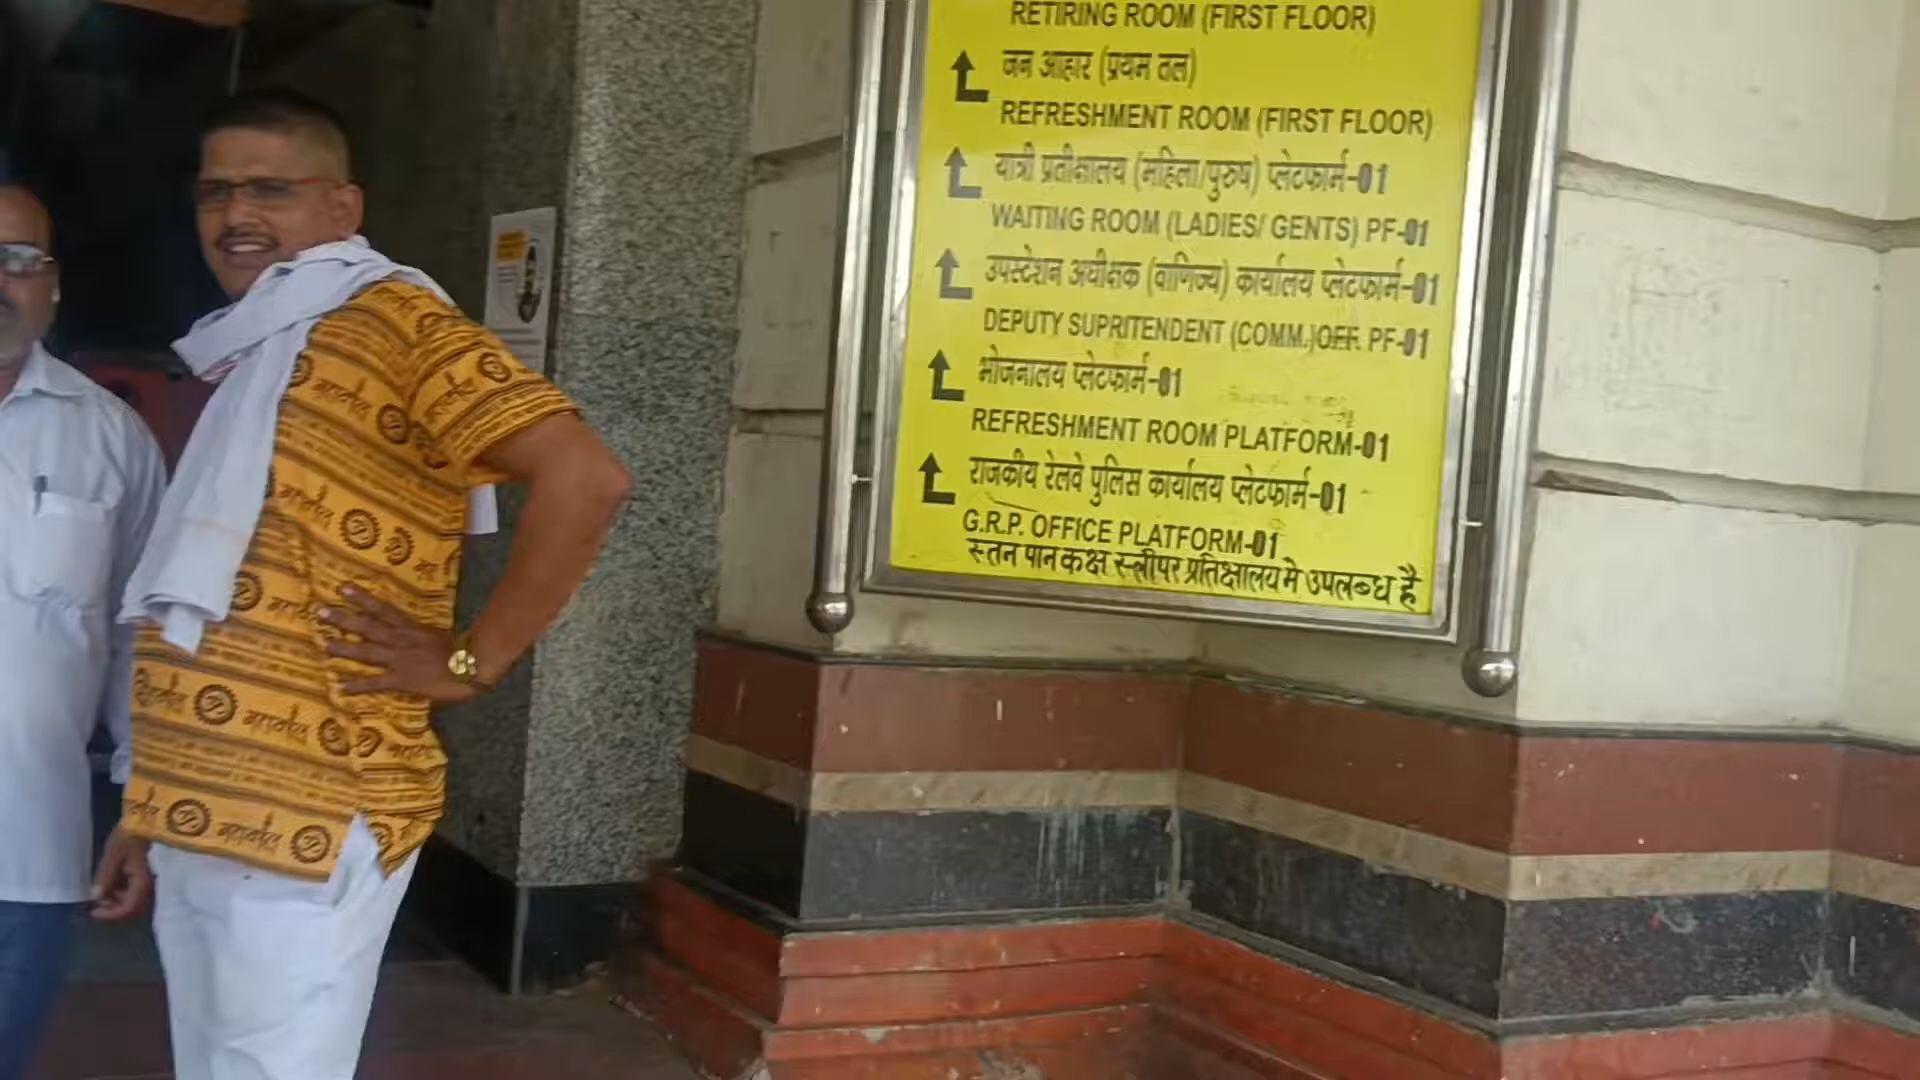 RETIRING ROOM (FIRST FLOOR)
जन आहार (प्रथम तल)
REFRESHMENT ROOM (FIRST FLOOR)
यात्री प्रतीक्षालय (महिला/पुरुष) प्लेटफार्म-01
WAITING ROOM (LADIES/ GENTS) PF-01
उपस्टेशन अधीक्षक (वाणिज्य) कार्यालय प्लेटफार्म-01
DEPUTY SUPRITENDENT (COMM.)OFF. PF-01
भोजनालय प्लेटफार्म-01
REFRESHMENT ROOM PLATFORM-01
राजकीय रेलवे पुलिस कार्यालय प्लेटफार्म-01
G.R.P. OFFICE PLATFORM-01
स्तन पान कक्ष स्लीपर प्रतिक्षालय मे उपलब्ध है